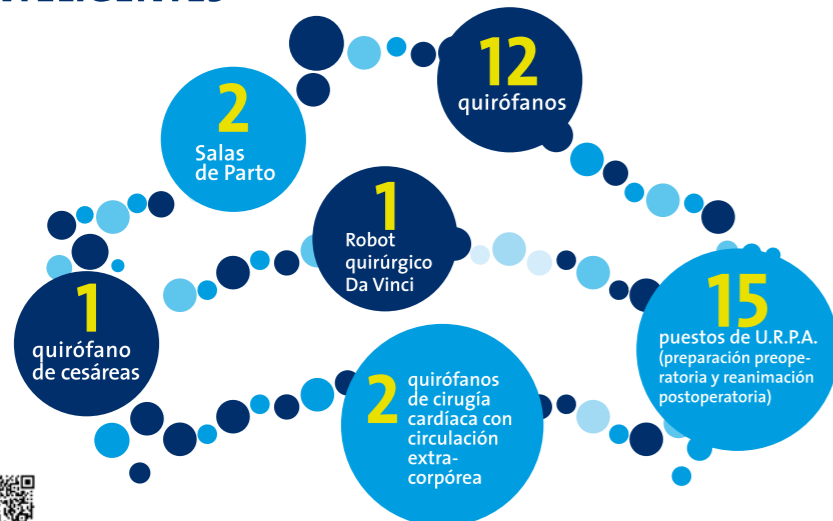 12
quirófanos
2
Salas
de Parto
1
Robot
quirúrgico
Da Vinci
1
quirófano
de cesáreas
15
puestos de U.R.P.A.
(preparación preope-
ratoria y reanimación
postoperatoria)
2
quirófanos
de cirugía
cardíaca con
circulación
extra-
corpórea